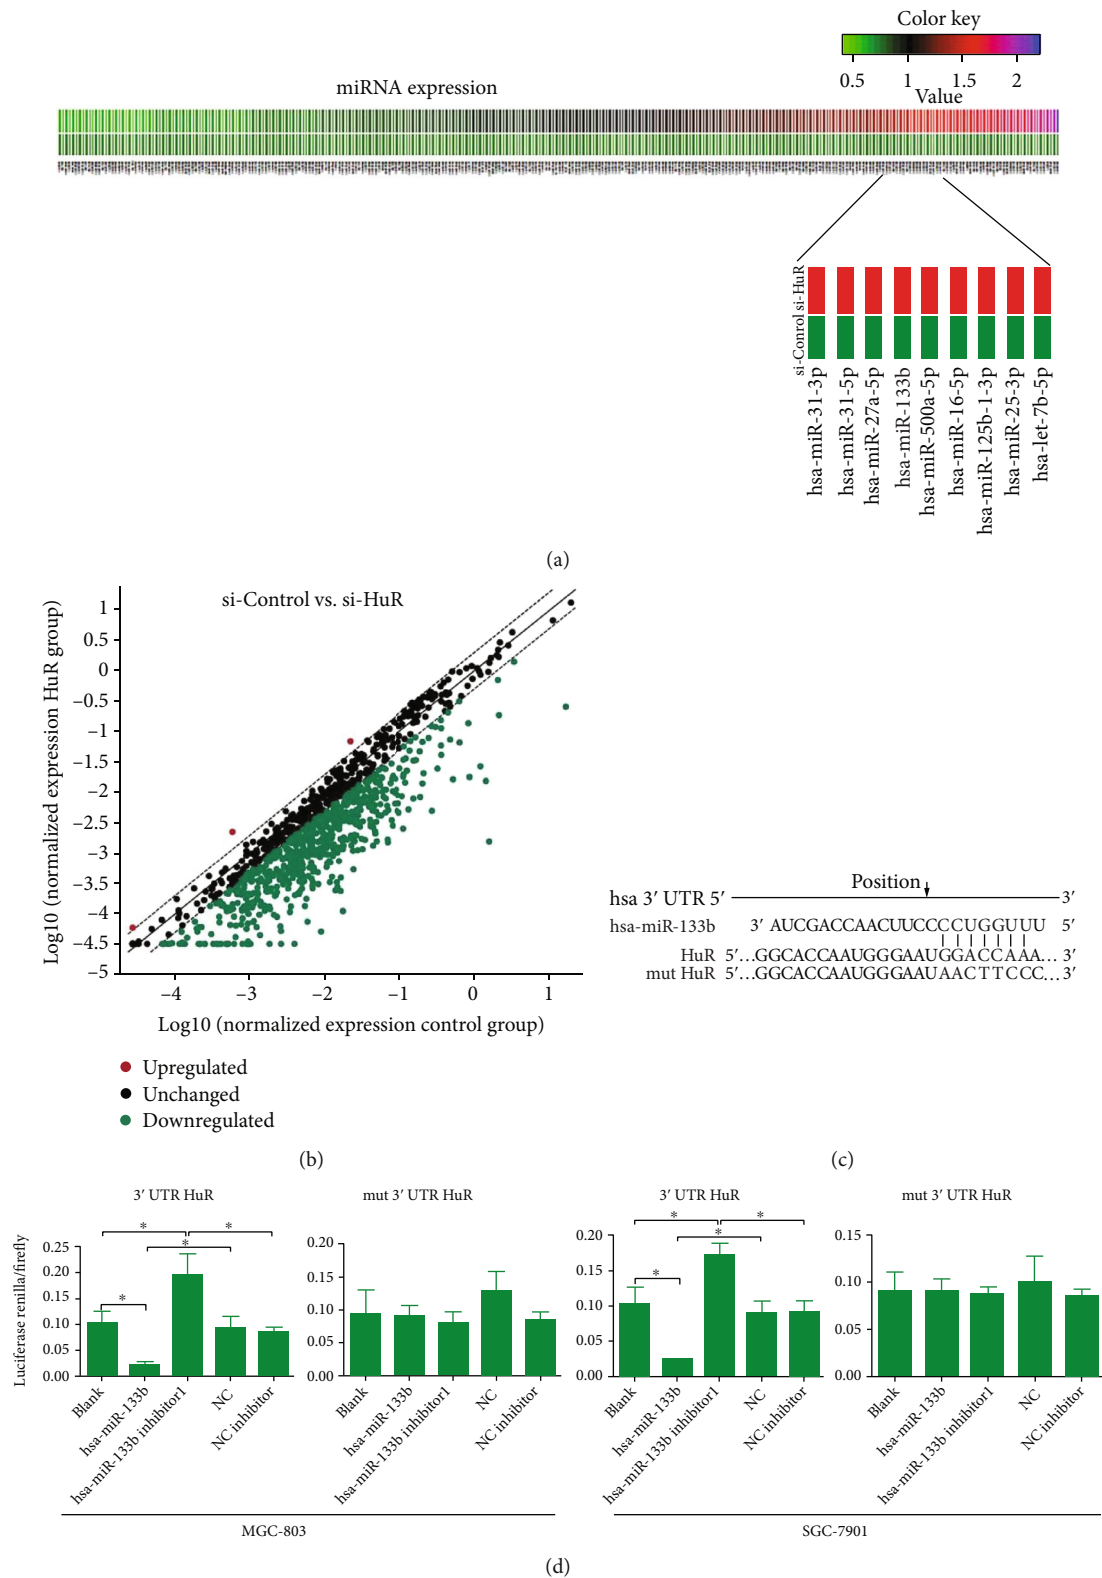 Color key
0.5 1 1.5 2
Value
miRNA expression
si-Conrol si-HuR
hsa-miR-31-3p
hsa-miR-31-5p
hsa-miR-27a-5p
hsa-miR-133b
hsa-miR-500a-5p
hsa-miR-16-5p
hsa-miR-125b-1-3p
hsa-miR-25-3p
hsa-let-7b-5p
(a)
si-Control vs. si-HuR
Log10 (normalized expression HuR group)
1
0.5
0
−0.5
−1
−1.5
−2
−2.5
−3
−3.5
−4
−4.5
−5
−4 −3 −2 −1 0 1
Log10 (normalized expression control group)
Upregulated
Unchanged
Downregulated
(b)
Position
hsa 3′ UTR 5′ 3′
hsa-miR-133b 3′ AUCGACCAACUUCCCCUGGUUU 5′
HuR 5′...GGCACCAAUGGGAAUGGACCAAA... 3′
mut HuR 5′...GGCACCAAUGGGAAUAACTTCCC... 3′
(c)
Luciferase renilla/firefly
3′ UTR HuR
* *
*
*
0.25
0.20
0.15
0.10
0.05
0.00
Blank
hsa-miR-133b
hsa-miR-133b inhibitor1
NC
NC inhibitor
mut 3′ UTR HuR
0.20
0.15
0.10
0.05
0.00
Blank
hsa-miR-133b
hsa-miR-133b inhibitor1
NC
NC inhibitor
MGC-803
3′ UTR HuR
* *
*
*
0.20
0.15
0.10
0.05
0.00
Blank
hsa-miR-133b
hsa-miR-133b inhibitor1
NC
NC inhibitor
mut 3′ UTR HuR
0.15
0.10
0.05
0.00
Blank
hsa-miR-133b
hsa-miR-133b inhibitor1
NC
NC inhibitor
SGC-7901
(d)